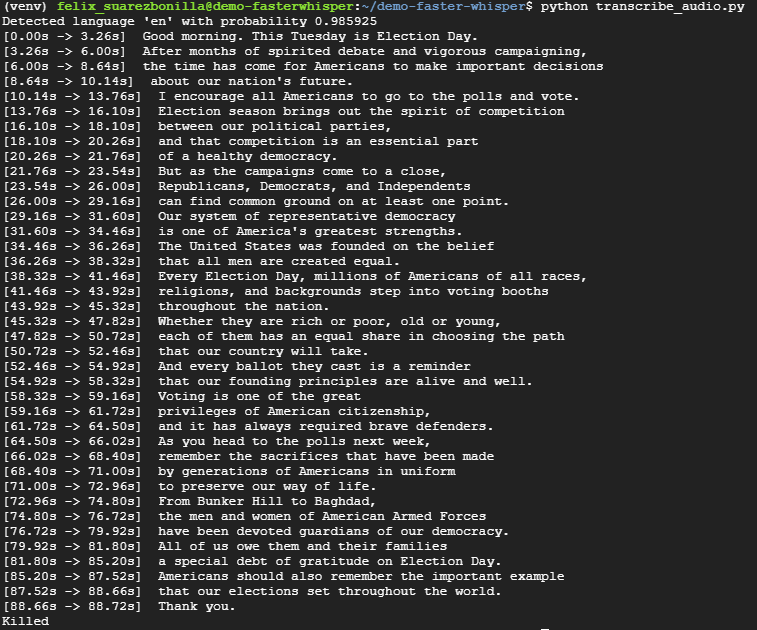 (venv) felix_suarezbonilla@demo-fasterwhisper:~/demo-faster-whisper$ python transcribe_audio.py
Detected language 'en' with probability 0.985925
[0.00s -> 3.26s]  Good morning. This Tuesday is Election Day.
[3.26s -> 6.00s]  After months of spirited debate and vigorous campaigning,
[6.00s -> 8.64s]  the time has come for Americans to make important decisions
[8.64s -> 10.14s]  about our nation's future.
[10.14s -> 13.76s]  I encourage all Americans to go to the polls and vote.
[13.76s -> 16.10s]  Election season brings out the spirit of competition
[16.10s -> 18.10s]  between our political parties,
[18.10s -> 20.26s]  and that competition is an essential part
[20.26s -> 21.76s]  of a healthy democracy.
[21.76s -> 23.54s]  But as the campaigns come to a close,
[23.54s -> 26.00s]  Republicans, Democrats, and Independents
[26.00s -> 29.16s]  can find common ground on at least one point.
[29.16s -> 31.60s]  Our system of representative democracy
[31.60s -> 34.46s]  is one of America's greatest strengths.
[34.46s -> 36.26s]  The United States was founded on the belief
[36.26s -> 38.32s]  that all men are created equal.
[38.32s -> 41.46s]  Every Election Day, millions of Americans of all races,
[41.46s -> 43.92s]  religions, and backgrounds step into voting booths
[43.92s -> 45.32s]  throughout the nation.
[45.32s -> 47.82s]  Whether they are rich or poor, old or young,
[47.82s -> 50.72s]  each of them has an equal share in choosing the path
[50.72s -> 52.46s]  that our country will take.
[52.46s -> 54.92s]  And every ballot they cast is a reminder
[54.92s -> 58.32s]  that our founding principles are alive and well.
[58.32s -> 59.16s]  Voting is one of the great
[59.16s -> 61.72s]  privileges of American citizenship,
[61.72s -> 64.50s]  and it has always required brave defenders.
[64.50s -> 66.02s]  As you head to the polls next week,
[66.02s -> 68.40s]  remember the sacrifices that have been made
[68.40s -> 71.00s]  by generations of Americans in uniform
[71.00s -> 72.96s]  to preserve our way of life.
[72.96s -> 74.80s]  From Bunker Hill to Baghdad,
[74.80s -> 76.72s]  the men and women of American Armed Forces
[76.72s -> 79.92s]  have been devoted guardians of our democracy.
[79.92s -> 81.80s]  All of us owe them and their families
[81.80s -> 85.20s]  a special debt of gratitude on Election Day.
[85.20s -> 87.52s]  Americans should also remember the important example
[87.52s -> 88.66s]  that our elections set throughout the world.
[88.66s -> 88.72s]  Thank you.
Killed